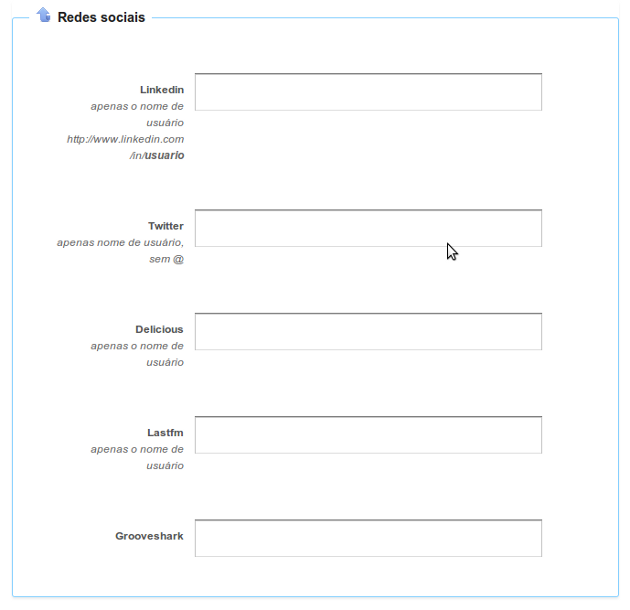 Redes sociais
Linkedin
apenas o nome de
usuário
http://www.linkedin.com
/in/usuario
Twitter
apenas nome de usuário,
sem @
Delicious
apenas o nome de
usuário
Lastfm
apenas o nome de
usuário
Grooveshark